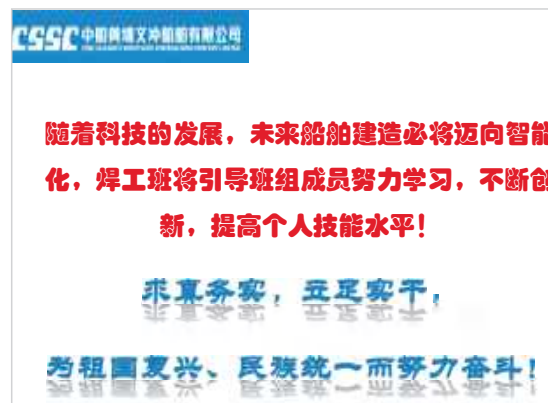 CSSC 中船黄埔文冲船舶有限公司
随着科技的发展，未来船舶建造必将迈向智能
化，焊工班将引导班组成员努力学习，不断创
新，提高个人技能水平！
求真务实，立足实干，
为祖国复兴、民族统一而努力奋斗！